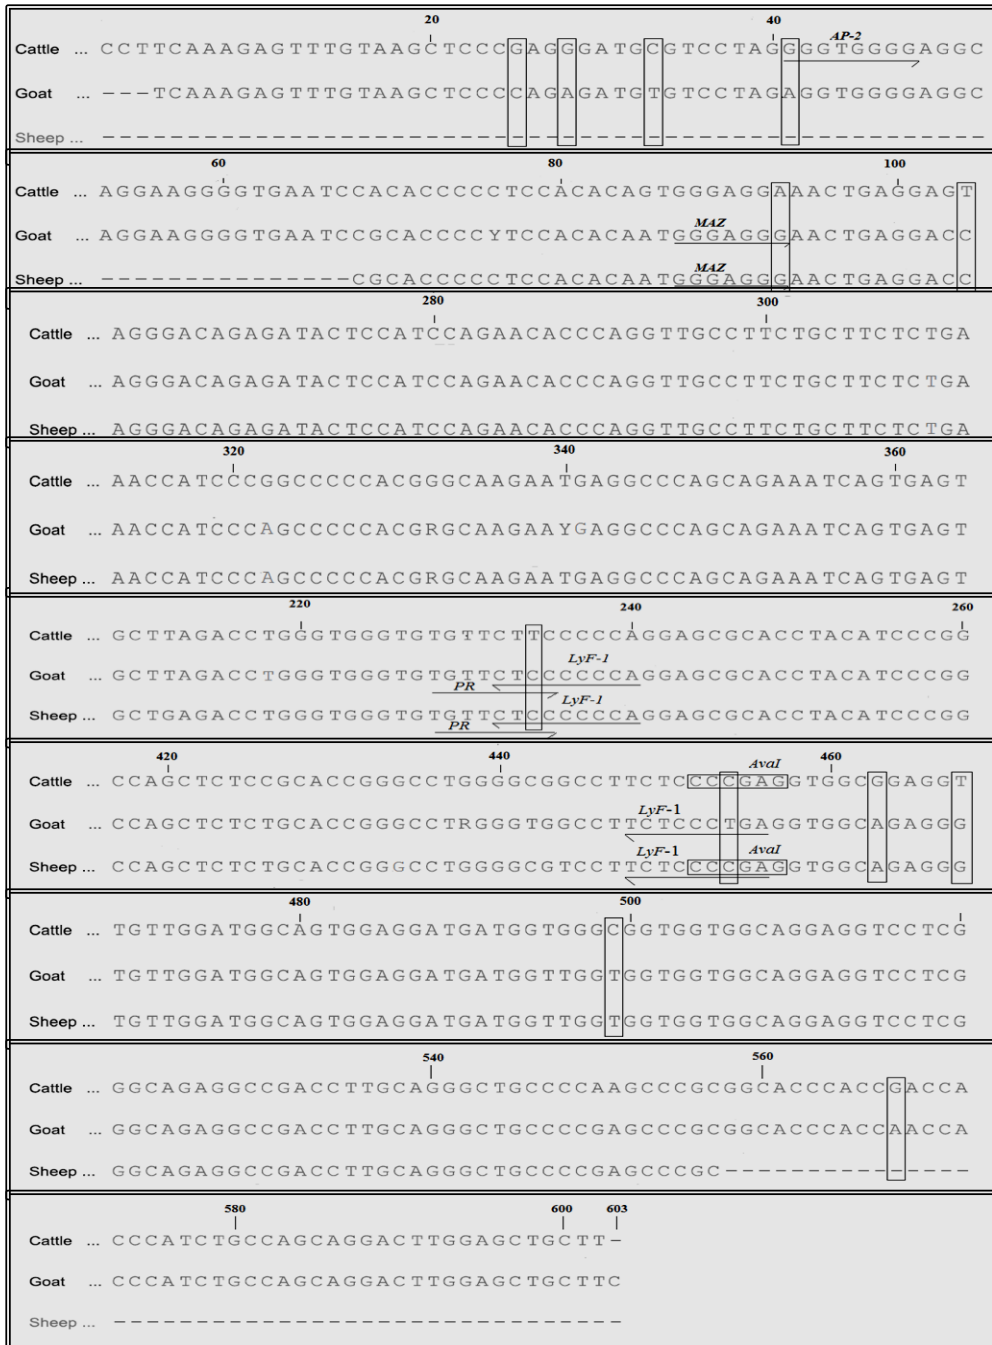 20 40
AP-2
Cattle ... CCTTCAAAGAGTTTGTAAGCTCCCGAGGGATGCGTCCTAGGGGTGGGGAGGC
Goat ... ---TCAAAGAGTTTGTAAGCTCCCCAGAGATGTGTCCTAGAGGTGGGGAGGC
Sheep ... ----------------------------------------------------
60 80 100
Cattle ... AGGAAGGGGTGAATCCACACCCCCTCCACACAGTGGGAGGAAACTGAGGAGT
MAZ
Goat ... AGGAAGGGGTGAATCCGCACCCCYTCCACACAATGGGAGGGAACTGAGGACC
MAZ
Sheep ... ---------------CGCACCCCCTCCACACAATGGGAGGGAACTGAGGACC
280 300
Cattle ... AGGGACAGAGATACTCCATCCAGAACACCCAGGTTGCCTTCTGCTTCTCTGA
Goat ... AGGGACAGAGATACTCCATCCAGAACACCCAGGTTGCCTTCTGCTTCTCTGA
Sheep ... AGGGACAGAGATACTCCATCCAGAACACCCAGGTTGCCTTCTGCTTCTCTGA
320 340 360
Cattle ... AACCATCCCGGCCCCCACGGGCAAGAATGAGGCCCAGCAGAAATCAGTGAGT
Goat ... AACCATCCCAGCCCCCACGRGCAAGAAYGAGGCCCAGCAGAAATCAGTGAGT
Sheep ... AACCATCCCAGCCCCCACGRGCAAGAATGAGGCCCAGCAGAAATCAGTGAGT
220 240 260
Cattle ... GCTTAGACCTGGGTGGGTGTGTTCTTCCCCCAGGAGCGCACCTACATCCCGG
LyF-1
Goat ... GCTTAGACCTGGGTGGGTGTGTTCTCCCCCCAGGAGCGCACCTACATCCCGG
PR LyF-1
Sheep ... GCTGAGACCTGGGTGGGTGTGTTCTCCCCCCAGGAGCGCACCTACATCCCGG
PR
420 440 460
AvaI
Cattle ... CCAGCTCTCCGCACCGGGCCTGGGGCGGCCTTCTCCCCGAGGTGGCGGAGGT
LyF-1
Goat ... CCAGCTCTCTGCACCGGGCCTRGGGTGGCCTTCTCCCTGAGGTGGCAGAGGG
LyF-1 AvaI
Sheep ... CCAGCTCTCTGCACCGGGCCTGGGGCGTCCTTCTCCCCGAGGTGGCAGAGGG
480 500
Cattle ... TGTTGGATGGCAGTGGAGGATGATGGTGGGCGGTGGTGGCAGGAGGTCCTCG
Goat ... TGTTGGATGGCAGTGGAGGATGATGGTTGGTGGTGGTGGCAGGAGGTCCTCG
Sheep ... TGTTGGATGGCAGTGGAGGATGATGGTTGGTGGTGGTGGCAGGAGGTCCTCG
540 560
Cattle ... GGCAGAGGCCGACCTTGCAGGGCTGCCCCAAGCCCGCGGCACCCACCGACCA
Goat ... GGCAGAGGCCGACCTTGCAGGGCTGCCCCGAGCCCGCGGCACCCACCAACCA
Sheep ... GGCAGAGGCCGACCTTGCAGGGCTGCCCCGAGCCCGC---------------
580 600 603
Cattle ... CCCATCTGCCAGCAGGACTTGGAGCTGCTT-
Goat ... CCCATCTGCCAGCAGGACTTGGAGCTGCTTC
Sheep ... -------------------------------